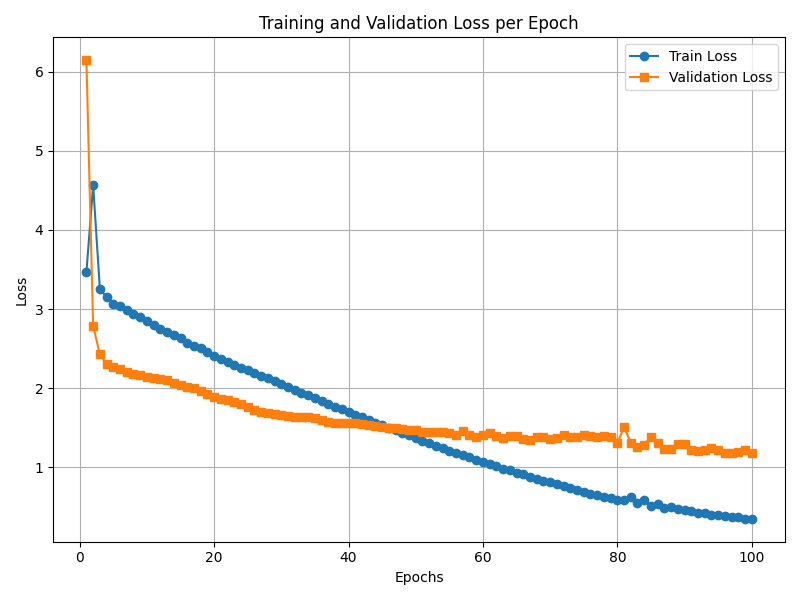 Training and Validation Loss per Epoch
Train Loss
Validation Loss
6
5
4
3
2
1
Loss
0 20 40 60 80 100
Epochs